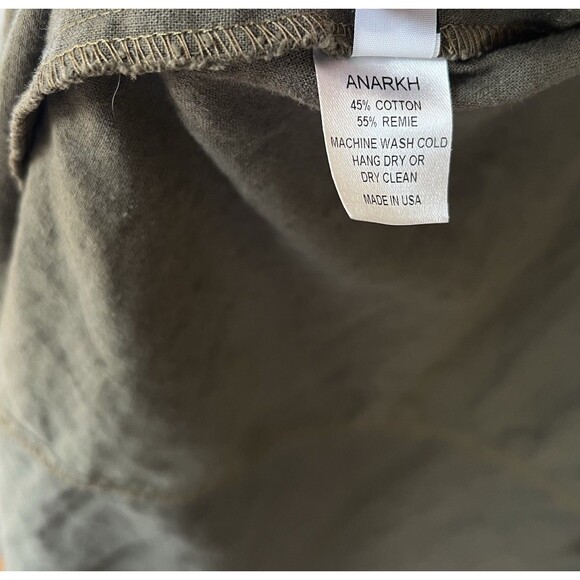 ANARKH
45% COTTON
55% REMIE
MACHINE WASH COLD
HANG DRY OR
DRY CLEAN
MADE IN USA